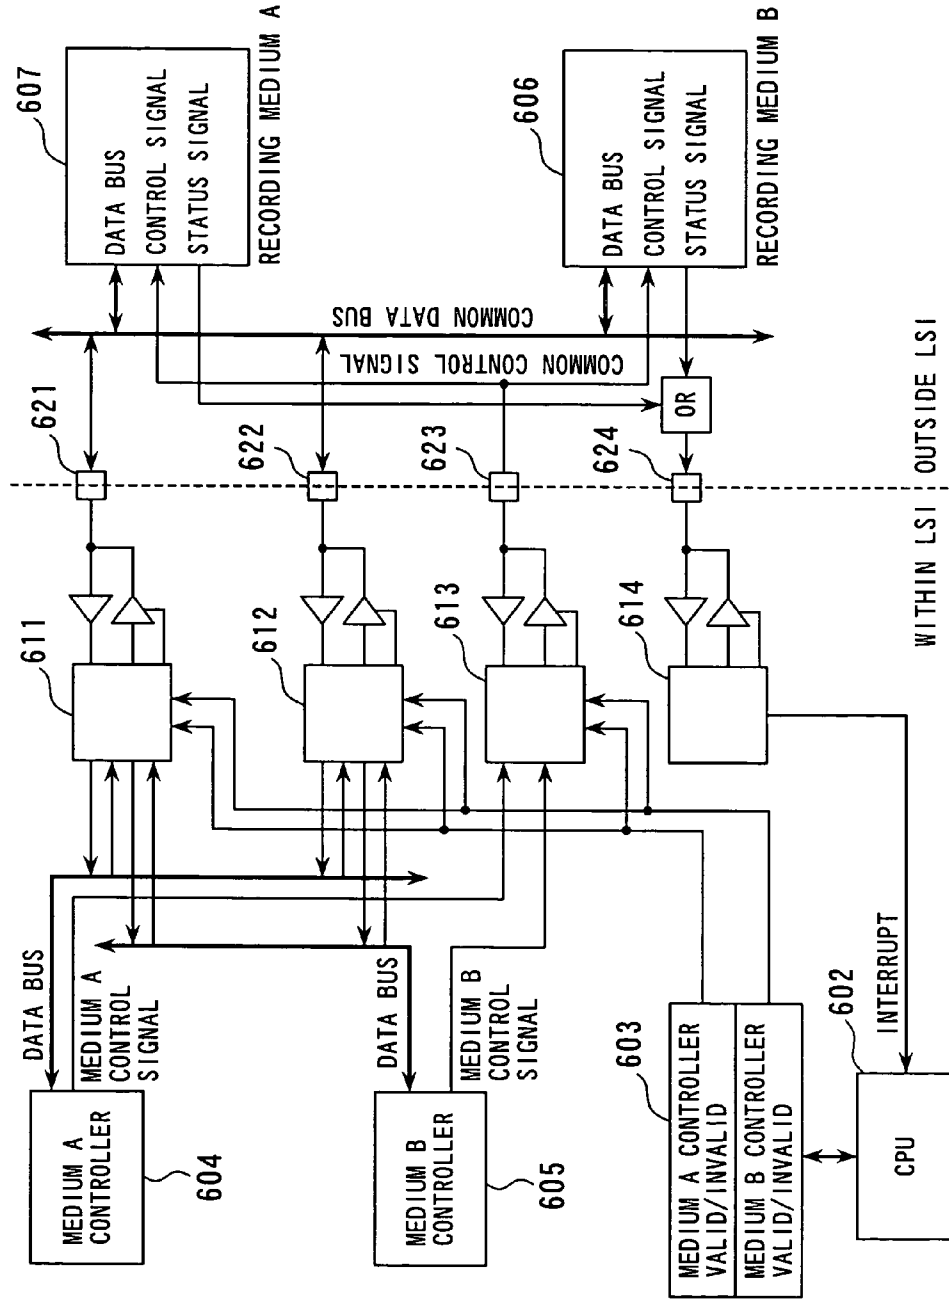 607
DATA BUS
CONTROL SIGNAL
STATUS SIGNAL
RECORDING MEDIUM A
606
DATA BUS
CONTROL SIGNAL
STATUS SIGNAL
RECORDING MEDIUM B
COMMON DATA BUS
COMMON CONTROL SIGNAL
OR
621
622
623
624
OUTSIDE LSI
WITHIN LSI
611
612
613
614
DATA BUS
MEDIUM A
CONTROL
SIGNAL
DATA BUS
MEDIUM B
CONTROL
SIGNAL
INTERRUPT
MEDIUM A
CONTROLLER
604
MEDIUM B
CONTROLLER
605
603
MEDIUM A CONTROLLER
VALID/INVALID
MEDIUM B CONTROLLER
VALID/INVALID
602
CPU